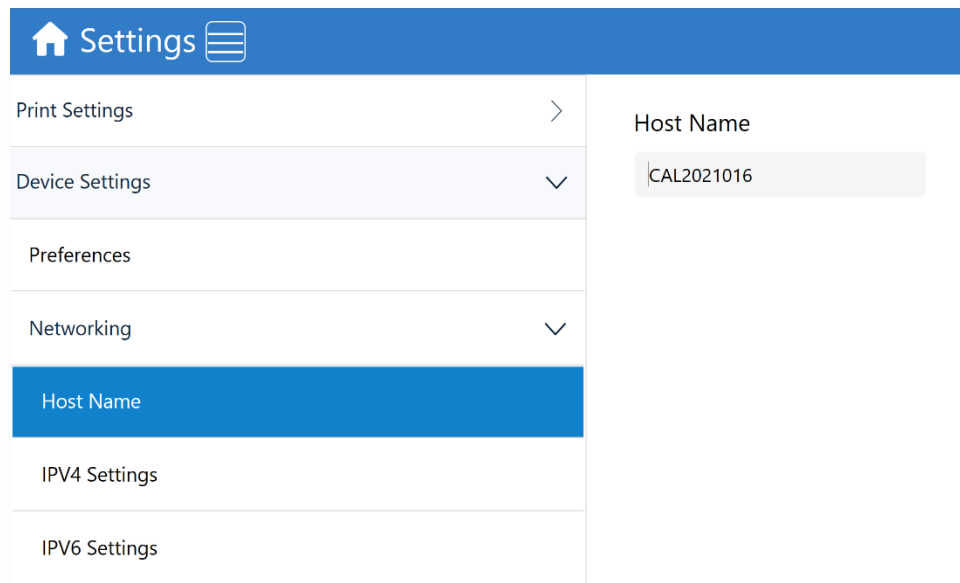 Settings
Print Settings
Device Settings
Preferences
Networking
Host Name
IPV4 Settings
IPV6 Settings
Host Name
CAL2021016